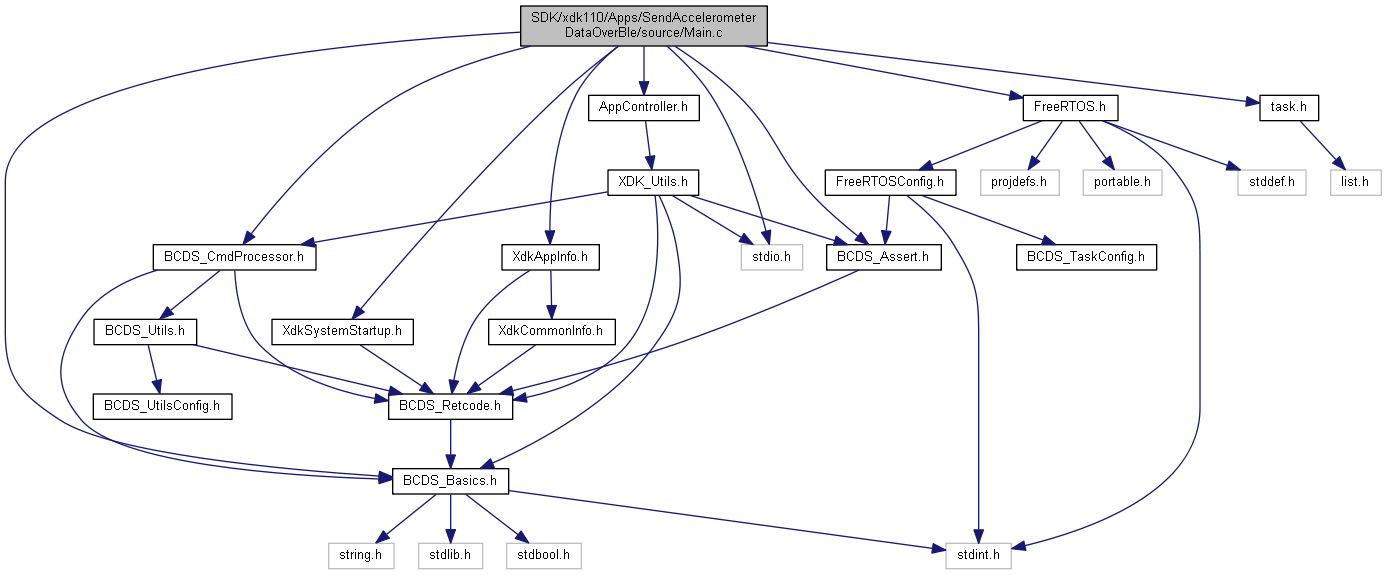 SDK/xdk110/Apps/SendAccelerometer
DataOverBle/source/Main.c
AppController.h
FreeRTOS.h
task.h
XDK_Utils.h
FreeRTOSConfig.h
projdefs.h
portable.h
stddef.h
list.h
BCDS_CmdProcessor.h
XdkAppInfo.h
stdio.h
BCDS_Assert.h
BCDS_TaskConfig.h
BCDS_Utils.h
XdkSystemStartup.h
XdkCommonInfo.h
BCDS_UtilsConfig.h
BCDS_Retcode.h
BCDS_Basics.h
string.h
stdlib.h
stdbool.h
stdint.h